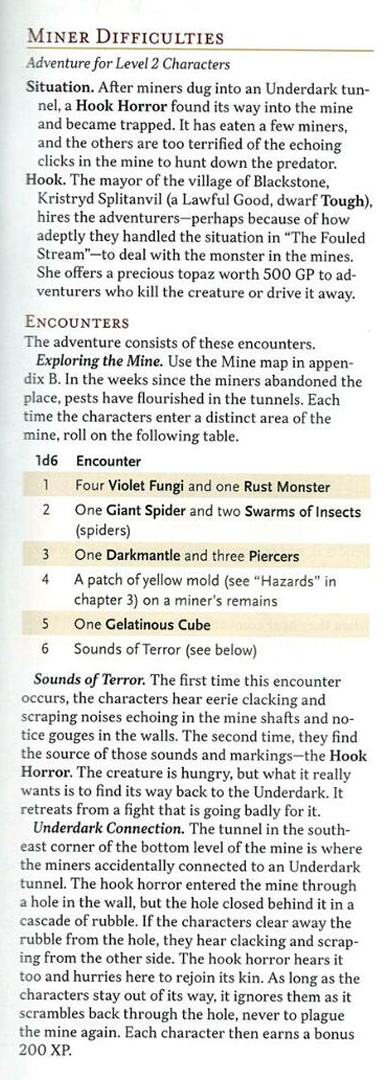 MINER DIFFICULTIES
Adventure for Level 2 Characters
Situation. After miners dug into an Underdark tun-
nel, a Hook Horror found its way into the mine
and became trapped. It has eaten a few miners,
and the others are too terrified of the echoing
clicks in the mine to hunt down the predator.
Hook. The mayor of the village of Blackstone,
Kristryd Splitanvil (a Lawful Good, dwarf Tough),
hires the adventurers—perhaps because of how
adeptly they handled the situation in “The Fouled
Stream”—to deal with the monster in the mines.
She offers a precious topaz worth 500 GP to ad-
venturers who kill the creature or drive it away.
ENCOUNTERS
The adventure consists of these encounters.
Exploring the Mine. Use the Mine map in appen-
dix B. In the weeks since the miners abandoned the
place, pests have flourished in the tunnels. Each
time the characters enter a distinct area of the
mine, roll on the following table.
1d6 Encounter
1 Four Violet Fungi and one Rust Monster
2 One Giant Spider and two Swarms of Insects
(spiders)
3 One Darkmantle and three Piercers
4 A patch of yellow mold (see “Hazards” in
chapter 3) on a miner’s remains
5 One Gelatinous Cube
6 Sounds of Terror (see below)
Sounds of Terror. The first time this encounter
occurs, the characters hear eerie clacking and
scraping noises echoing in the mine shafts and no-
tice gouges in the walls. The second time, they find
the source of those sounds and markings—the Hook
Horror. The creature is hungry, but what it really
wants is to find its way back to the Underdark. It
retreats from a fight that is going badly for it.
Underdark Connection. The tunnel in the south-
east corner of the bottom level of the mine is where
the miners accidentally connected to an Underdark
tunnel. The hook horror entered the mine through
a hole in the wall, but the hole closed behind it in a
cascade of rubble. If the characters clear away the
rubble from the hole, they hear clacking and scrap-
ing from the other side. The hook horror hears it
too and hurries here to rejoin its kin. As long as the
characters stay out of its way, it ignores them as it
scrambles back through the hole, never to plague
the mine again. Each character then earns a bonus
200 XP.